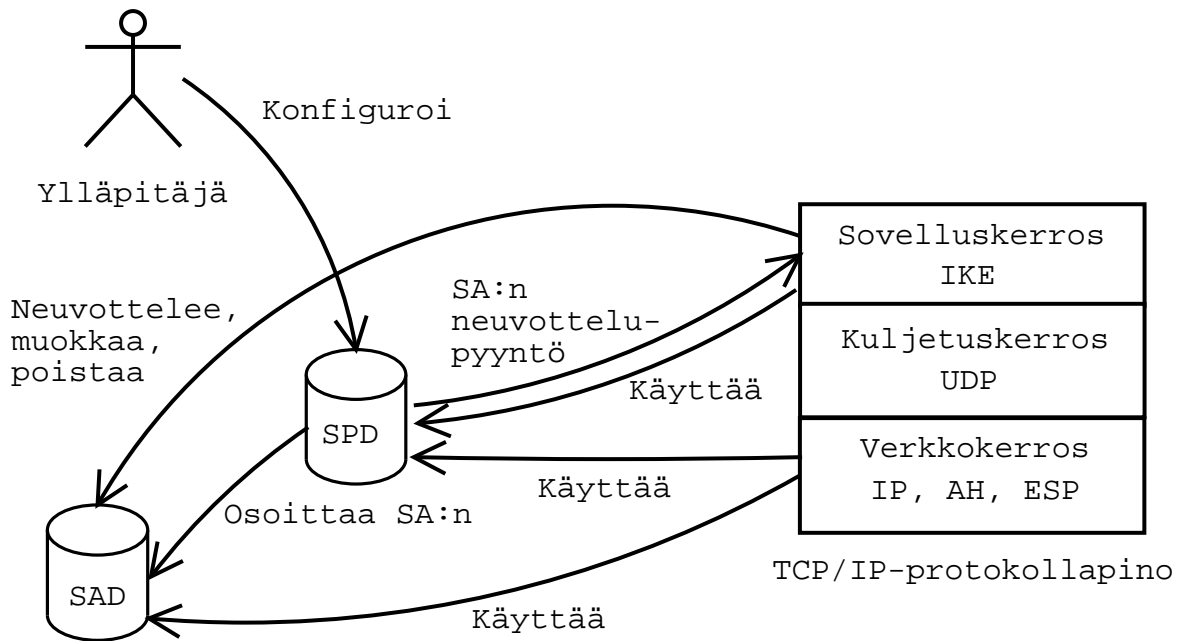 Konfiguroi
Ylläpitäjä
Sovelluskerros
IKE
Neuvottelee,
muokkaa,
poistaa
SA:n
neuvottelu-
pyyntö
Kuljetuskerros
UDP
Käyttää
SPD
Verkkokerros
IP, AH, ESP
Käyttää
Osoittaa SA:n
TCP/IP-protokollapino
SAD
Käyttää